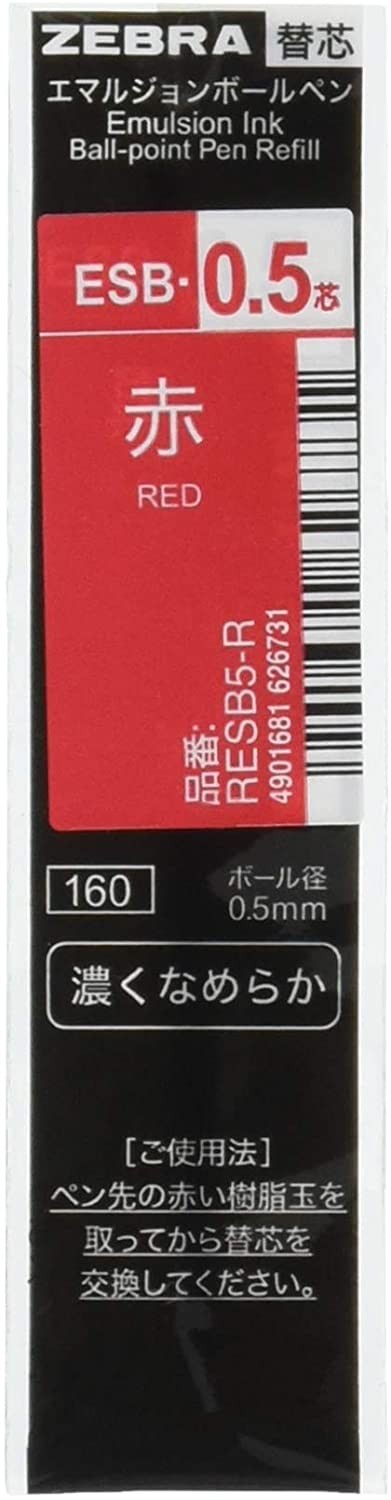 ZEBRA 替芯
エマルジョンボールペン
Emulsion Ink
Ball-point Pen Refill
ESB-0.5芯
赤
RED
品番:
RESB5-R
4901681 626731
160
ボール径
0.5mm
濃くなめらか
[ご使用法]
ペン先の赤い樹脂玉を
取ってから替芯を
交換してください。